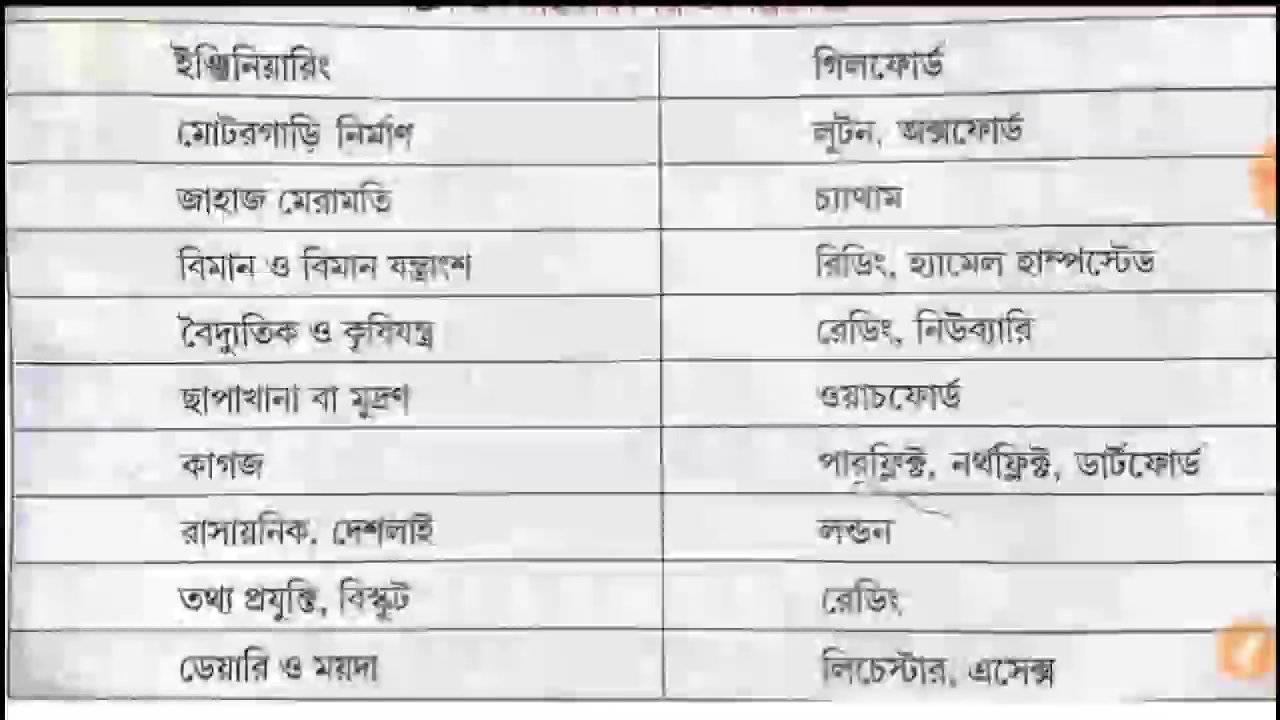 ইঞ্জিনিয়ারিং গিলফোর্ড
মোটরগাড়ি নির্মাণ লুটন, অক্সফোর্ড
জাহাজ মেরামতি চ্যাথাম
বিমান ও বিমান যন্ত্রাংশ রিডিং, হ্যামেল হাম্পস্টেড
বৈদ্যুতিক ও কৃষিযন্ত্র রেডিং, নিউব্যারি
ছাপাখানা বা মুদ্রণ ওয়াচফোর্ড
কাগজ পারফ্লিক্ট, নর্থফ্লিক্ট, ডার্টফোর্ড
রাসায়নিক, দেশলাই লন্ডন
তথ্য প্রযুক্তি, বিস্কুট রেডিং
ডেয়ারি ও ময়দা লিচেস্টার, এসেক্স